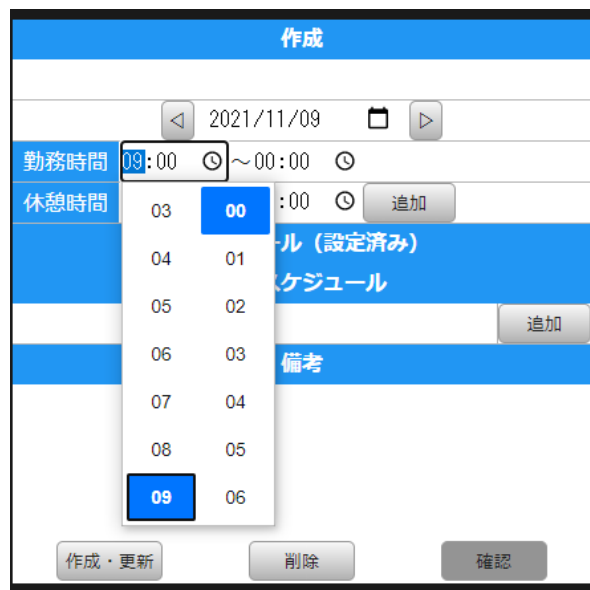 作成
◁ 2021/11/09 ▷
勤務時間 09:00 ～00:00
休憩時間 :00 追加
ール（設定済み）
スケジュール
追加
備考
03 00
04 01
05 02
06 03
07 04
08 05
09 06
作成・更新 削除 確認